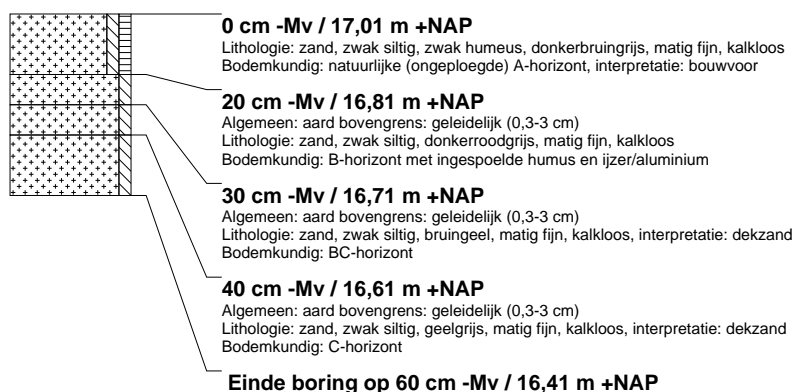 0 cm -Mv / 17,01 m +NAP
Lithologie: zand, zwak siltig, zwak humeus, donkerbruingrijs, matig fijn, kalkloos
Bodemkundig: natuurlijke (ongeploegde) A-horizont, interpretatie: bouwvoor
20 cm -Mv / 16,81 m +NAP
Algemeen: aard bovengrens: geleidelijk (0,3-3 cm)
Lithologie: zand, zwak siltig, donkerroodgrijs, matig fijn, kalkloos
Bodemkundig: B-horizont met ingespoelde humus en ijzer/aluminium
30 cm -Mv / 16,71 m +NAP
Algemeen: aard bovengrens: geleidelijk (0,3-3 cm)
Lithologie: zand, zwak siltig, bruingeel, matig fijn, kalkloos, interpretatie: dekzand
Bodemkundig: BC-horizont
40 cm -Mv / 16,61 m +NAP
Algemeen: aard bovengrens: geleidelijk (0,3-3 cm)
Lithologie: zand, zwak siltig, geelgrijs, matig fijn, kalkloos, interpretatie: dekzand
Bodemkundig: C-horizont
Einde boring op 60 cm -Mv / 16,41 m +NAP